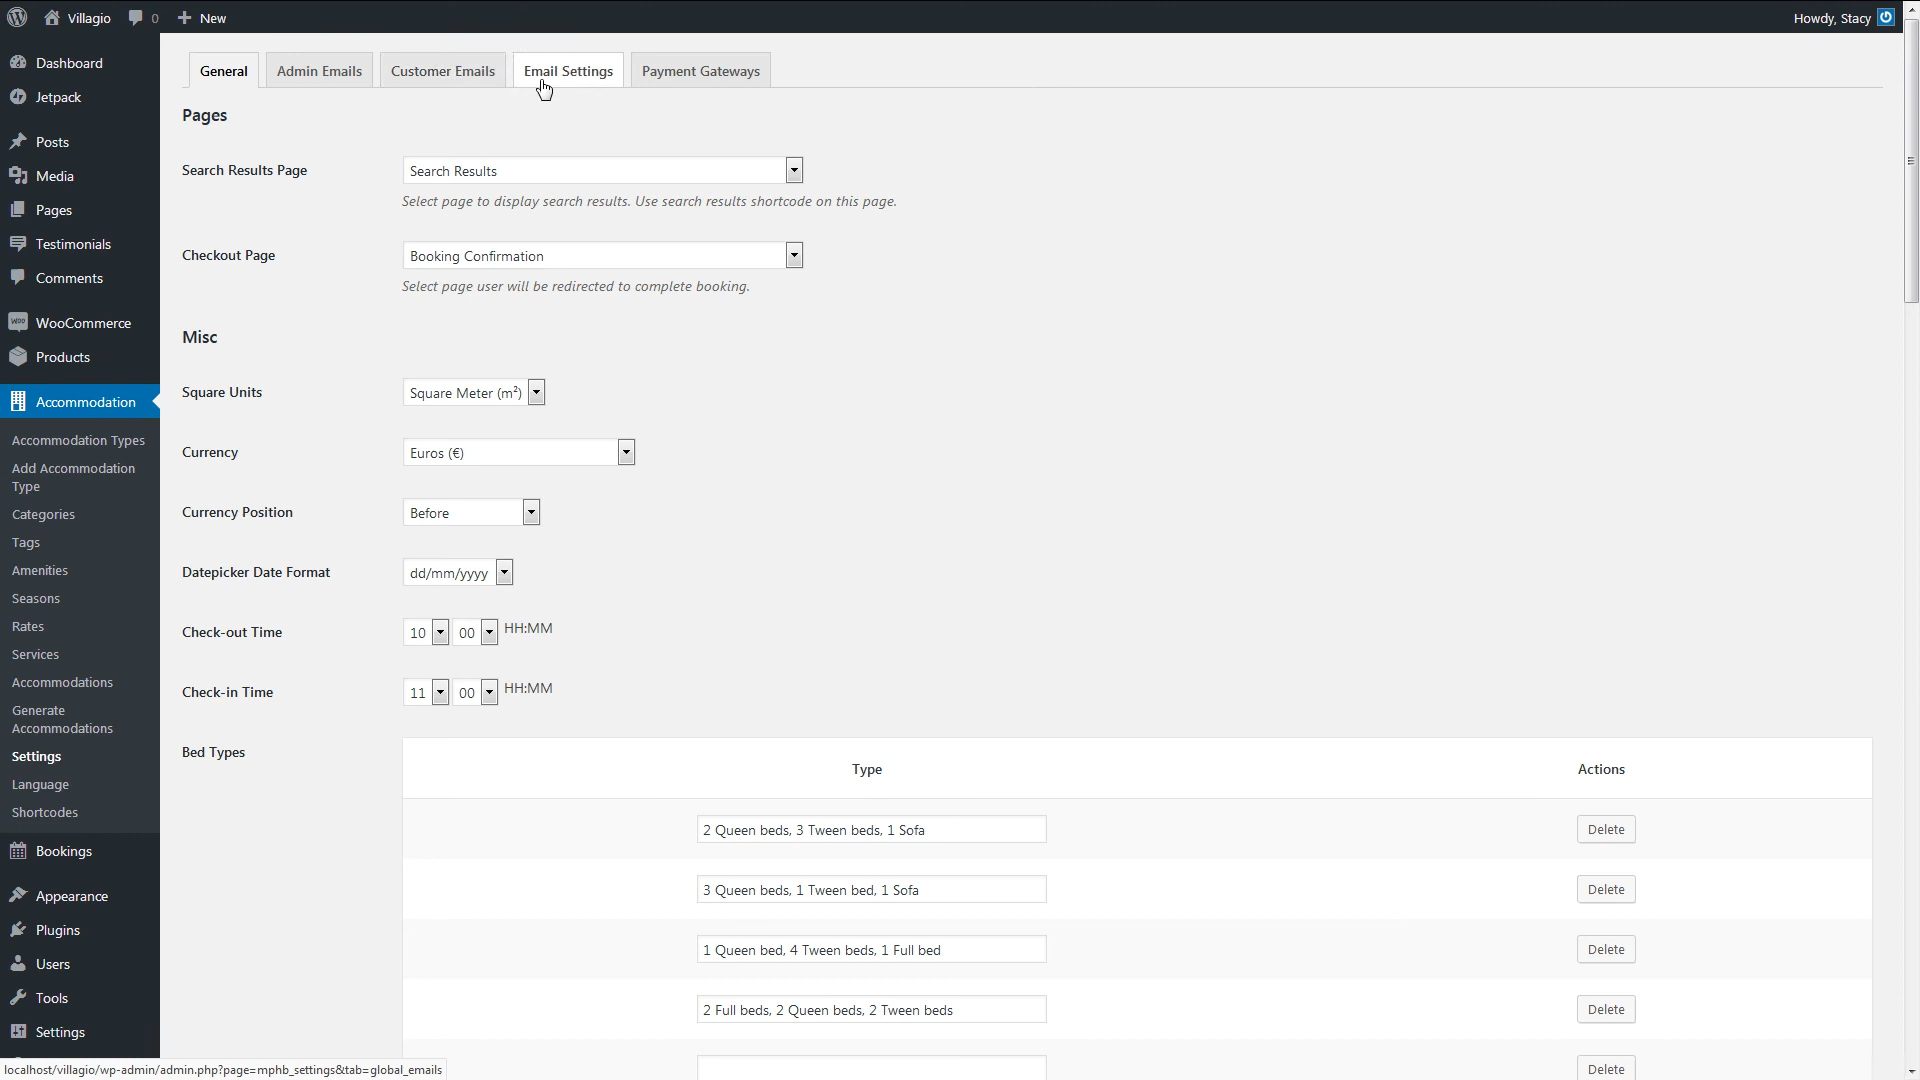 Villagio
0
New
Howdy, Stacy
Dashboard
Jetpack
Posts
Media
Pages
Testimonials
Comments
WOO
WooCommerce
Products
Accommodation
Accommodation Types
Add Accommodation
Type
Categories
Tags
Amenities
Seasons
Rates
Services
Accommodations
Generate
Accommodations
Settings
Language
Shortcodes
Bookings
Appearance
Plugins
Users
Tools
Settings
General
Admin Emails
Customer Emails
Email Settings
Payment Gateways
Pages
Search Results Page
Search Results
Select page to display search results. Use search results shortcode on this page.
Checkout Page
Booking Confirmation
Select page user will be redirected to complete booking.
Misc
Square Units
Square Meter (m²)
Currency
Euros (€)
Currency Position
Before
Datepicker Date Format
dd/mm/yyyy
Check-out Time
10 00 HH:MM
Check-in Time
11 00 HH:MM
Bed Types
Type
Actions
2 Queen beds, 3 Tween beds, 1 Sofa
Delete
3 Queen beds, 1 Tween bed, 1 Sofa
Delete
1 Queen bed, 4 Tween beds, 1 Full bed
Delete
2 Full beds, 2 Queen beds, 2 Tween beds
Delete
Delete
localhost/villagio/wp-admin/admin.php?page=mphb_settings&tab=global_emails